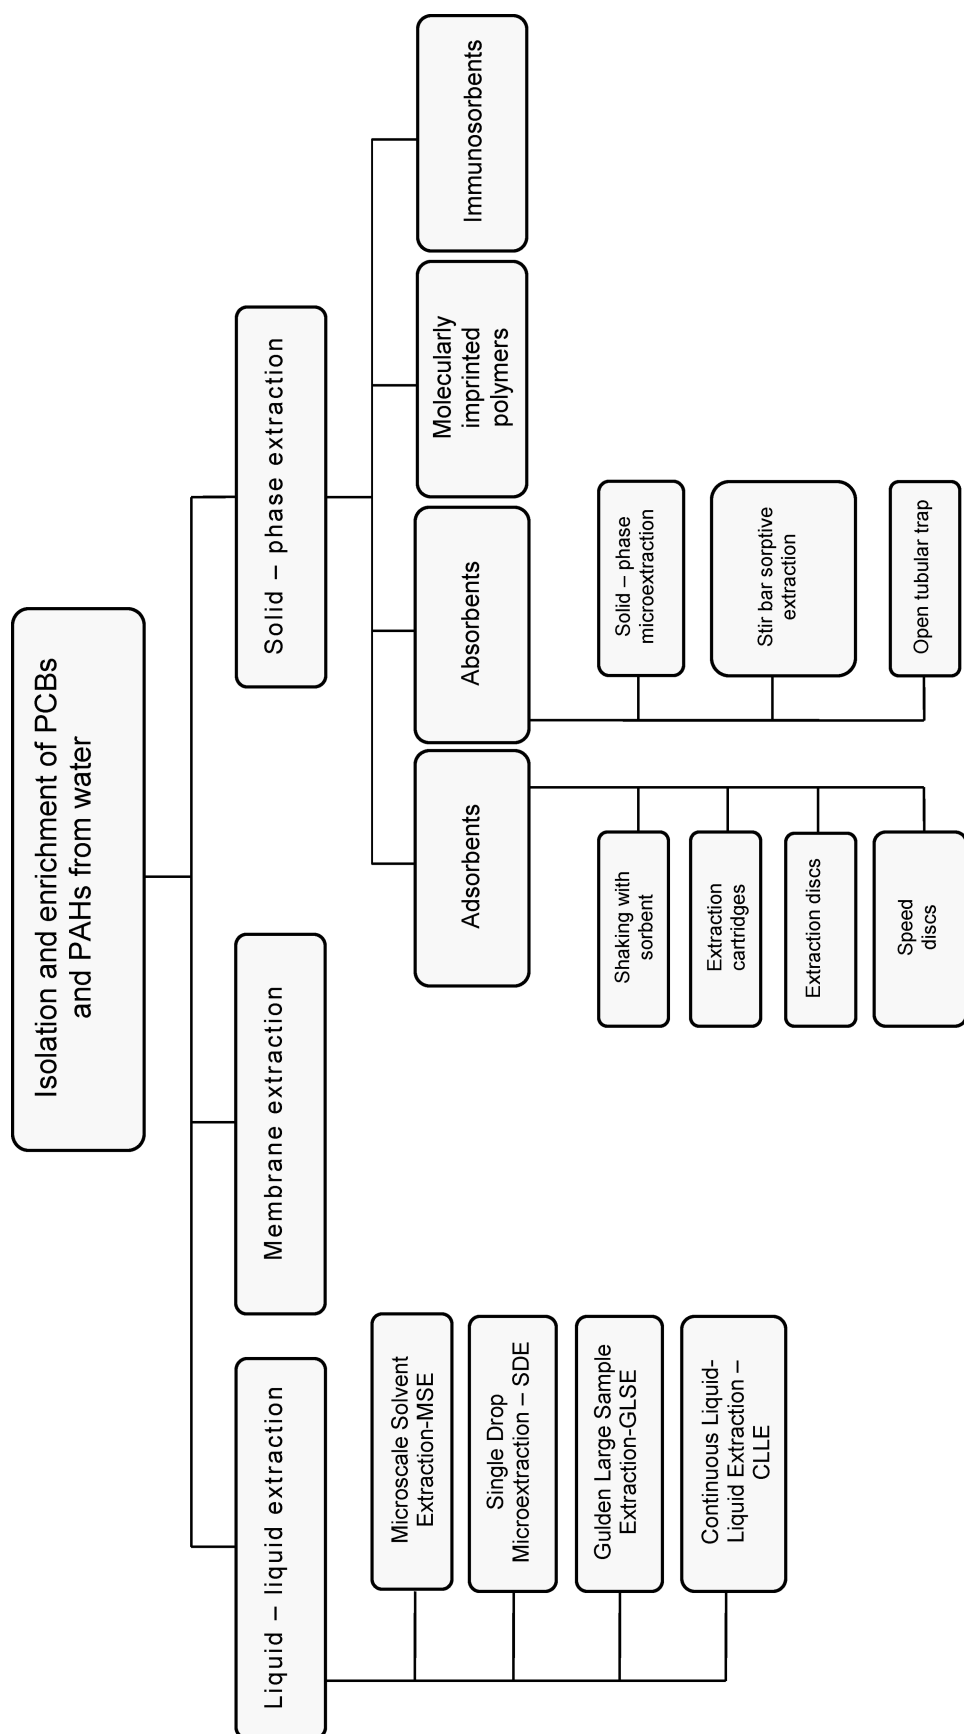 Isolation and enrichment of PCBs
and PAHs from water
Liquid – liquid extraction
Membrane extraction
Solid – phase extraction
Microscale Solvent
Extraction-MSE
Single Drop
Microextraction – SDE
Gulden Large Sample
Extraction-GLSE
Continuous Liquid-
Liquid Extraction –
CLLE
Adsorbents
Absorbents
Molecularly
imprinted
polymers
Immunosorbents
Shaking with
sorbent
Extraction
cartridges
Extraction discs
Speed
discs
Solid – phase
microextraction
Stir bar sorptive
extraction
Open tubular trap